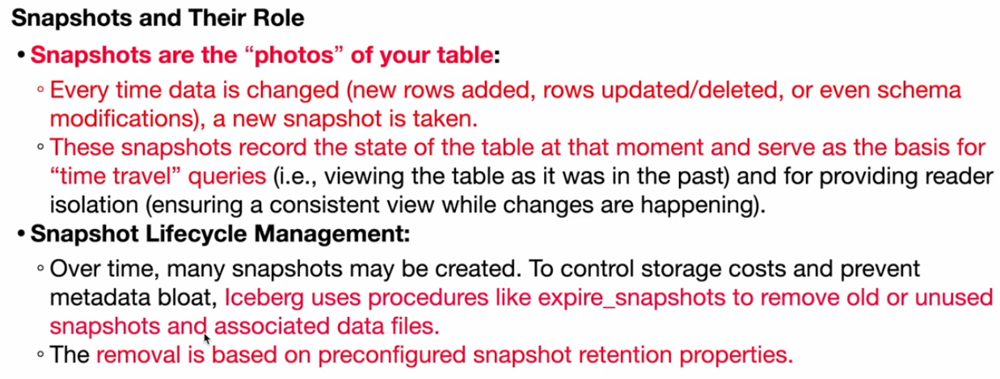 Snapshots and Their Role
• Snapshots are the “photos” of your table:
◦ Every time data is changed (new rows added, rows updated/deleted, or even schema
modifications), a new snapshot is taken.
◦ These snapshots record the state of the table at that moment and serve as the basis for
“time travel” queries (i.e., viewing the table as it was in the past) and for providing reader
isolation (ensuring a consistent view while changes are happening).
• Snapshot Lifecycle Management:
◦ Over time, many snapshots may be created. To control storage costs and prevent
metadata bloat, Iceberg uses procedures like expire_snapshots to remove old or unused
snapshots and associated data files.
◦ The removal is based on preconfigured snapshot retention properties.